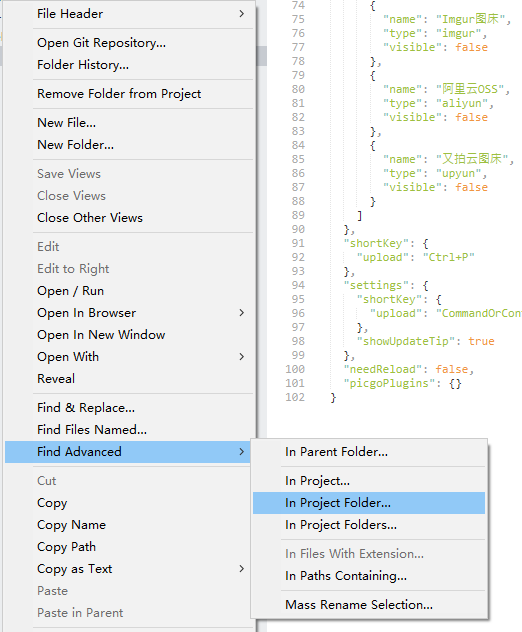 File Header
Open Git Repository...
Folder History...
Remove Folder from Project
New File...
New Folder...
Save Views
Close Views
Close Other Views
Edit
Edit to Right
Open / Run
Open In Browser
Open In New Window
Open With
Reveal
Find & Replace...
Find Files Named...
Find Advanced
Cut
Copy
Copy Name
Copy Path
Copy as Text
Paste
Paste in Parent
In Parent Folder...
In Project...
In Project Folder...
In Project Folders...
In Files With Extension...
In Paths Containing...
Mass Rename Selection...
74 {
75 "name": "Imgur图床",
76 "type": "imgur",
77 "visible": false
78 },
79 {
80 "name": "阿里云OSS",
81 "type": "aliyun",
82 "visible": false
83 },
84 {
85 "name": "又拍云图床",
86 "type": "upyun",
87 "visible": false
88 }
89 ]
90 },
91 "shortKey": {
92 "upload": "Ctrl+P"
93 },
94 "settings": {
95 "shortKey": {
96 "upload": "CommandOrCon
97 },
98 "showUpdateTip": true
99 },
100 "needReload": false,
101 "picgoPlugins": {}
102 }